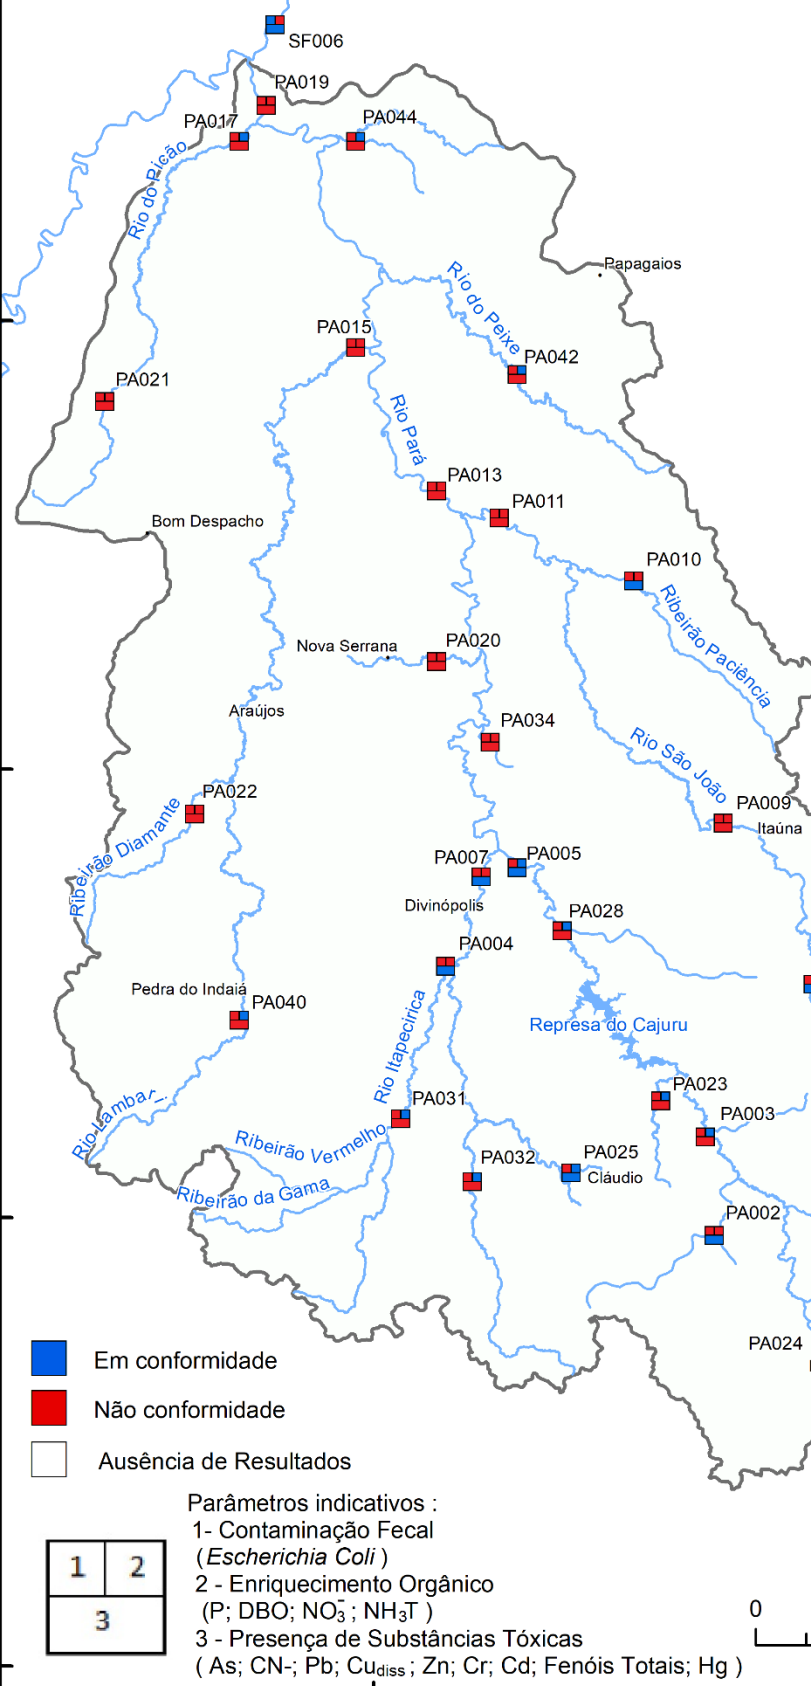 SF006
PA019
PA017
PA044
Rio do Picão
Papagaios
Rio do Peixe
PA015
PA042
PA021
Rio Pará
PA013
PA011
Bom Despacho
PA010
Ribeirão Paciência
PA020
Nova Serrana
Araújos
PA034
Rio São João
PA022
PA009
Itaúna
Ribeirão Diamante
PA007
PA005
Divinópolis
PA028
PA004
Pedra do Indaiá
PA040
Represa do Cajuru
Rio Itapecirica
PA023
PA031
PA003
Rio Lambari
Ribeirão Vermelho
PA032
PA025
Cláudio
Ribeirão da Gama
PA002
PA024
Em conformidade
Não conformidade
Ausência de Resultados
Parâmetros indicativos :
1- Contaminação Fecal
(Escherichia Coli )
1 2
2 - Enriquecimento Orgânico
(P; DBO; NO₃⁻ ; NH₃T )
3
3 - Presença de Substâncias Tóxicas
( As; CN-; Pb; Cudiss ; Zn; Cr; Cd; Fenóis Totais; Hg )
0